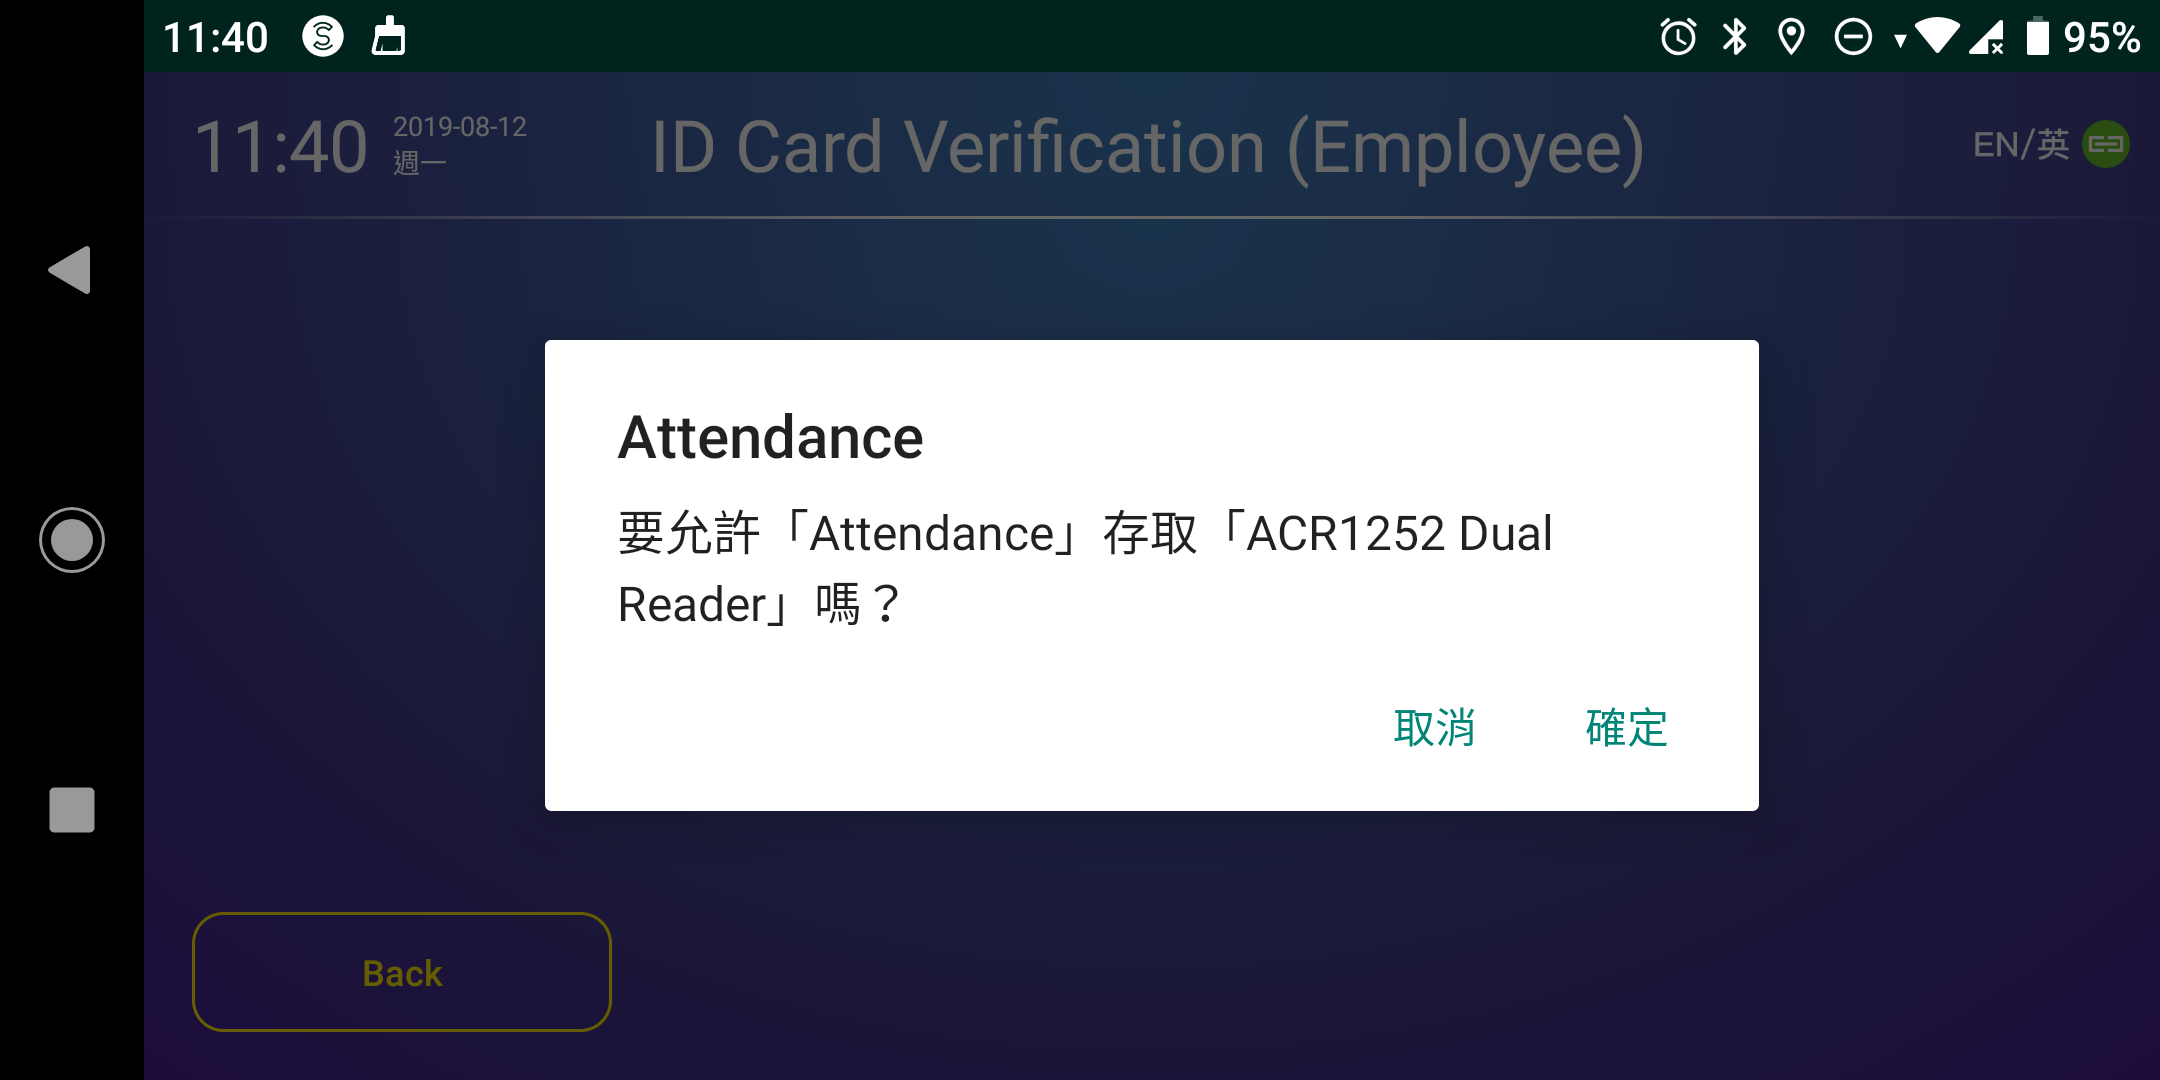 11:40
95%
11:40
2019-08-12
週一
ID Card Verification (Employee)
EN/英
Attendance
要允許「Attendance」存取「ACR1252 Dual
Reader」嗎？
取消
確定
Back